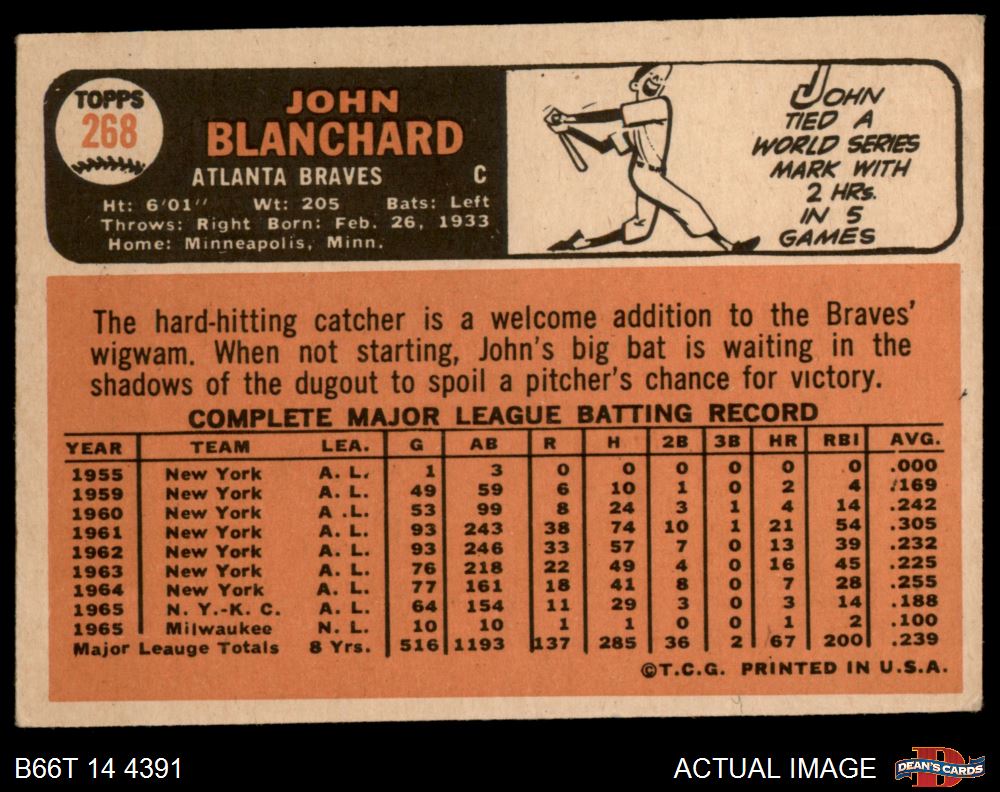 TOPPS
268
JOHN
BLANCHARD
ATLANTA BRAVES C
Ht: 6'01" Wt: 205 Bats: Left
Throws: Right Born: Feb. 26, 1933
Home: Minneapolis, Minn.
JOHN
TIED A
WORLD SERIES
MARK WITH
2 HRs.
IN 5
GAMES
The hard-hitting catcher is a welcome addition to the Braves'
wigwam. When not starting, John's big bat is waiting in the
shadows of the dugout to spoil a pitcher's chance for victory.
COMPLETE MAJOR LEAGUE BATTING RECORD
YEAR TEAM LEA. G AB R H 2B 3B HR RBI AVG.
1955 New York A. L. 1 3 0 0 0 0 0 0 .000
1959 New York A. L. 49 59 6 10 1 0 2 4 .169
1960 New York A .L. 53 99 8 24 3 1 4 14 .242
1961 New York A. L. 93 243 38 74 10 1 21 54 .305
1962 New York A. L. 93 246 33 57 7 0 13 39 .232
1963 New York A. L. 76 218 22 49 4 0 16 45 .225
1964 New York A. L. 77 161 18 41 8 0 7 28 .255
1965 N. Y.-K. C. A. L. 64 154 11 29 3 0 3 14 .188
1965 Milwaukee N. L. 10 10 1 1 0 0 1 2 .100
Major Leauge Totals 8 Yrs. 516 1193 137 285 36 2 67 200 .239
©T.C.G. PRINTED IN U.S.A.
B66T 14 4391
ACTUAL IMAGE
DEAN'S CARDS